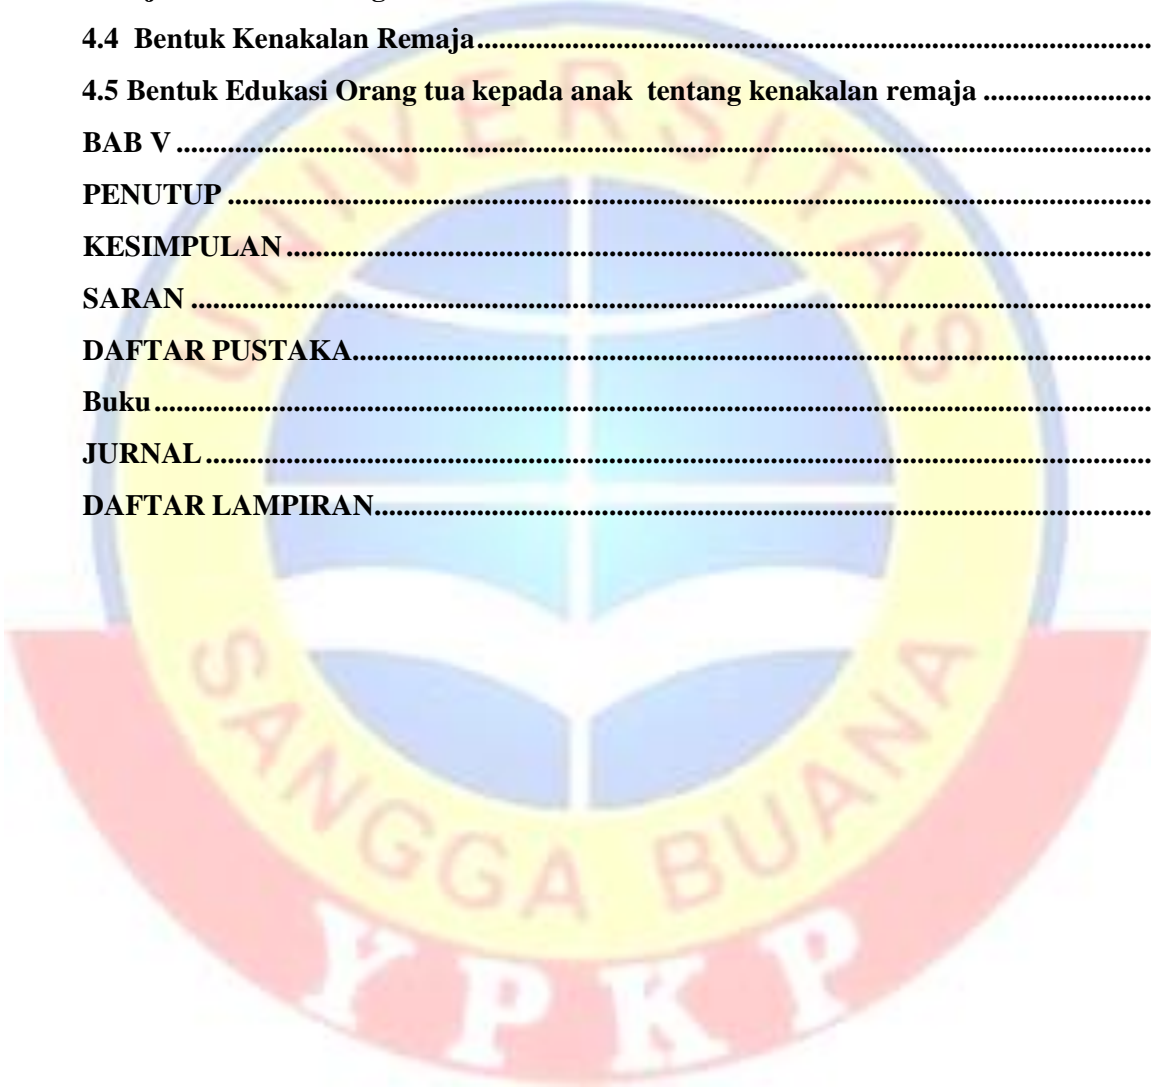 4.4 Bentuk Kenakalan Remaja........................................................................
4.5 Bentuk Edukasi Orang tua kepada anak tentang kenakalan remaja ......................
BAB V ........................................................................
PENUTUP ........................................................................
KESIMPULAN ........................................................................
SARAN ........................................................................
DAFTAR PUSTAKA........................................................................
Buku ........................................................................
JURNAL ........................................................................
DAFTAR LAMPIRAN........................................................................
UNIVERSITAS
SANGGA BUANA
YPKP